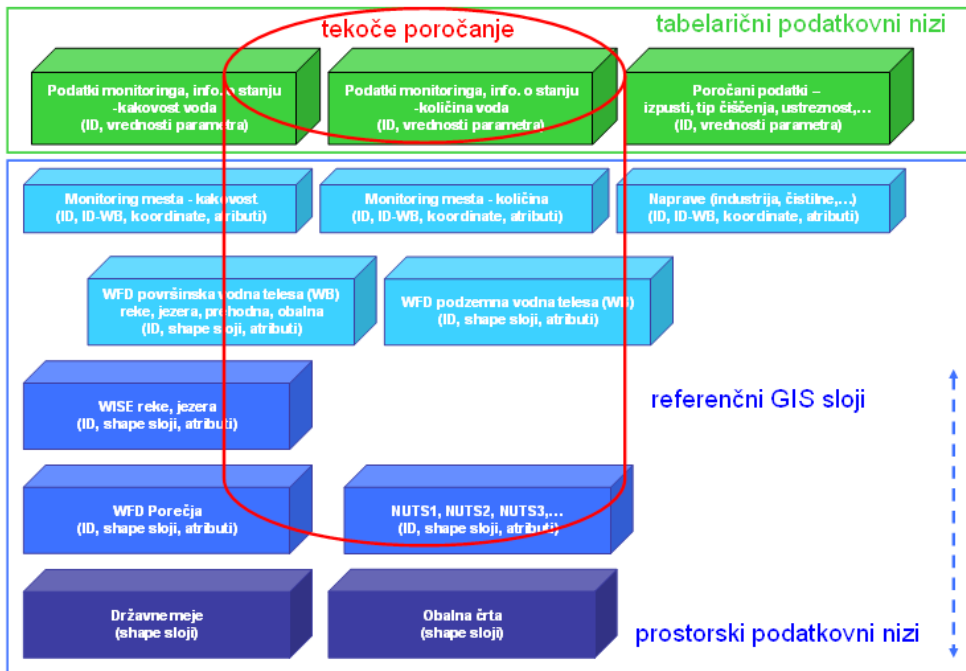 tekoče poročanje
tabelarični podatkovni nizi
Podatki monitoringa, info. o stanju
-kakovost voda
(ID, vrednosti parametra)
Podatki monitoringa, info. o stanju
-količina voda
(ID, vrednosti parametra)
Poročani podatki –
izpusti, tip čiščenja, ustreznost,...
(ID, vrednosti parametra)
Monitoring mesta - kakovost
(ID, ID-WB, koordinate, atributi)
Monitoring mesta - količina
(ID, ID-WB, koordinate, atributi)
Naprave (industrija, čistilne,...)
(ID, ID-WB, koordinate, atributi)
WFD površinska vodna telesa (WB)
reke, jezera, prehodna, obalna
(ID, shape sloji, atributi)
WFD podzemna vodna telesa (WB)
(ID, shape sloji, atributi)
WISE reke, jezera
(ID, shape sloji, atributi)
referenčni GIS sloji
WFD Porečja
(ID, shape sloji, atributi)
NUTS1, NUTS2, NUTS3,...
(ID, shape sloji, atributi)
Državne meje
(shape sloji)
Obalna črta
(shape sloji)
prostorski podatkovni nizi